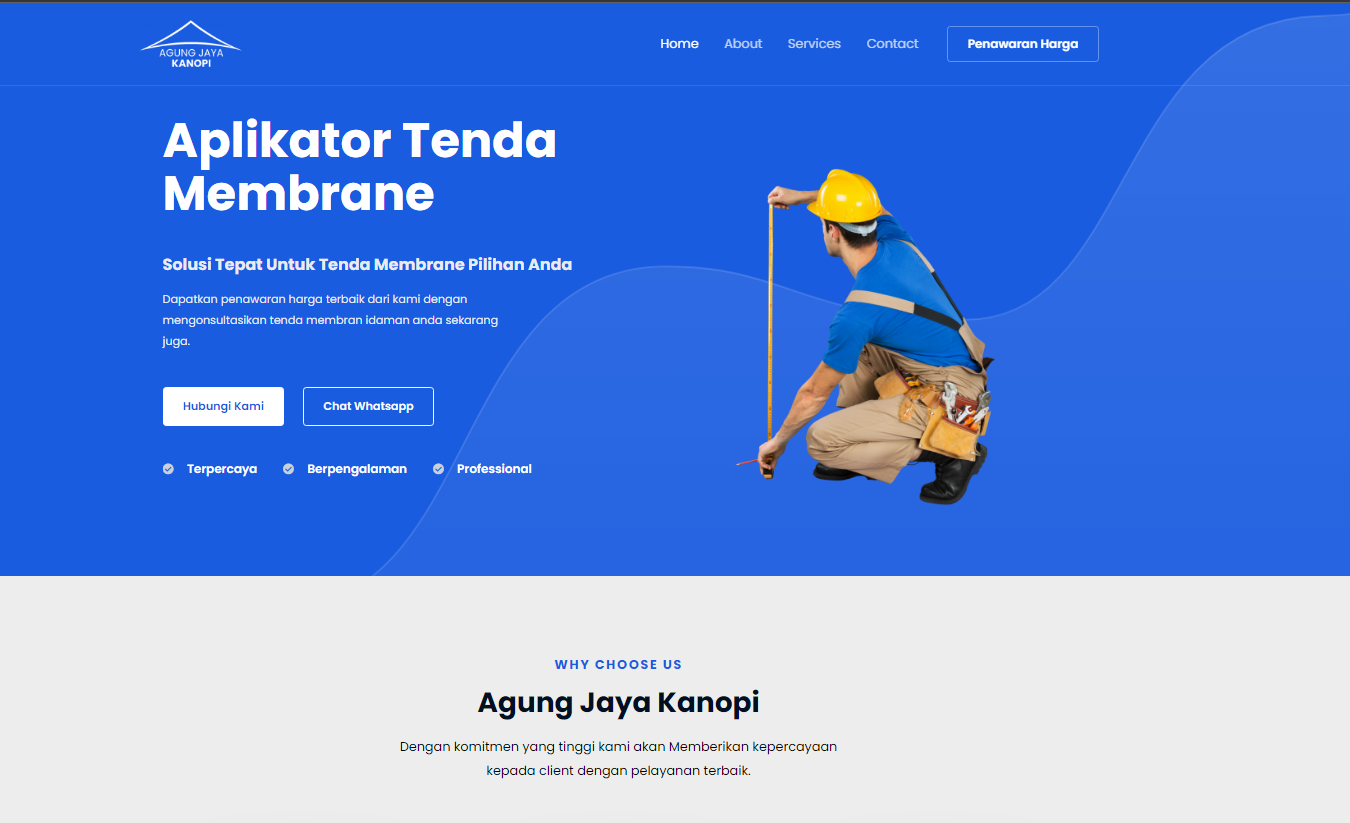 AGUNG JAYA
KANOPI
Home About Services Contact Penawaran Harga
Aplikator Tenda
Membrane
Solusi Tepat Untuk Tenda Membrane Pilihan Anda
Dapatkan penawaran harga terbaik dari kami dengan
mengonsultasikan tenda membran idaman anda sekarang
juga.
Hubungi Kami Chat Whatsapp
Terpercaya Berpengalaman Professional
WHY CHOOSE US
Agung Jaya Kanopi
Dengan komitmen yang tinggi kami akan Memberikan kepercayaan
kepada client dengan pelayanan terbaik.